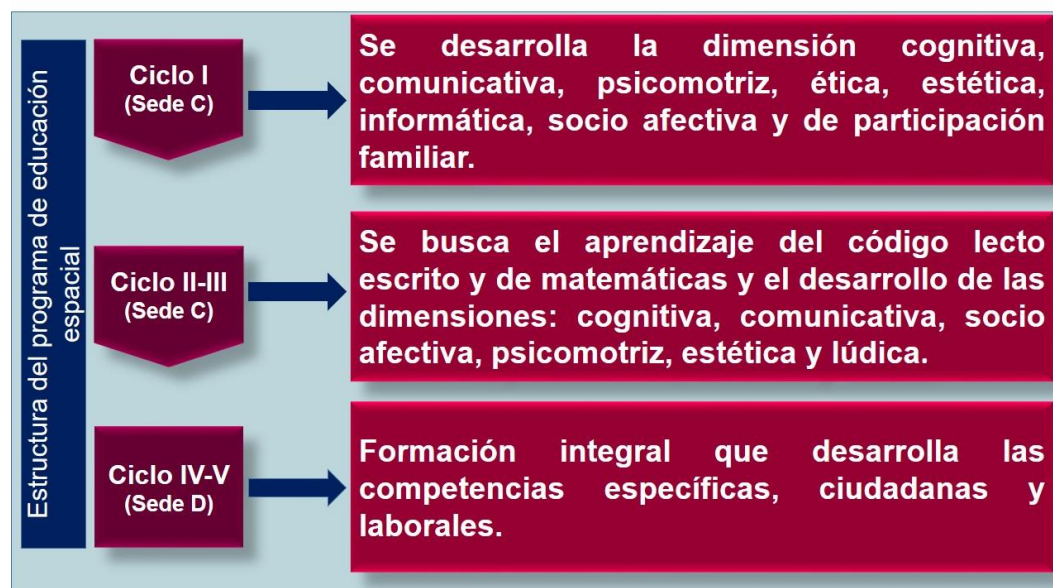 Estructura del programa de educación
espacial
Ciclo I
(Sede C)
Se desarrolla la dimensión cognitiva,
comunicativa, psicomotriz, ética, estética,
informática, socio afectiva y de participación
familiar.
Ciclo II-III
(Sede C)
Se busca el aprendizaje del código lecto
escrito y de matemáticas y el desarrollo de las
dimensiones: cognitiva, comunicativa, socio
afectiva, psicomotriz, estética y lúdica.
Ciclo IV-V
(Sede D)
Formación integral que desarrolla las
competencias específicas, ciudadanas y
laborales.